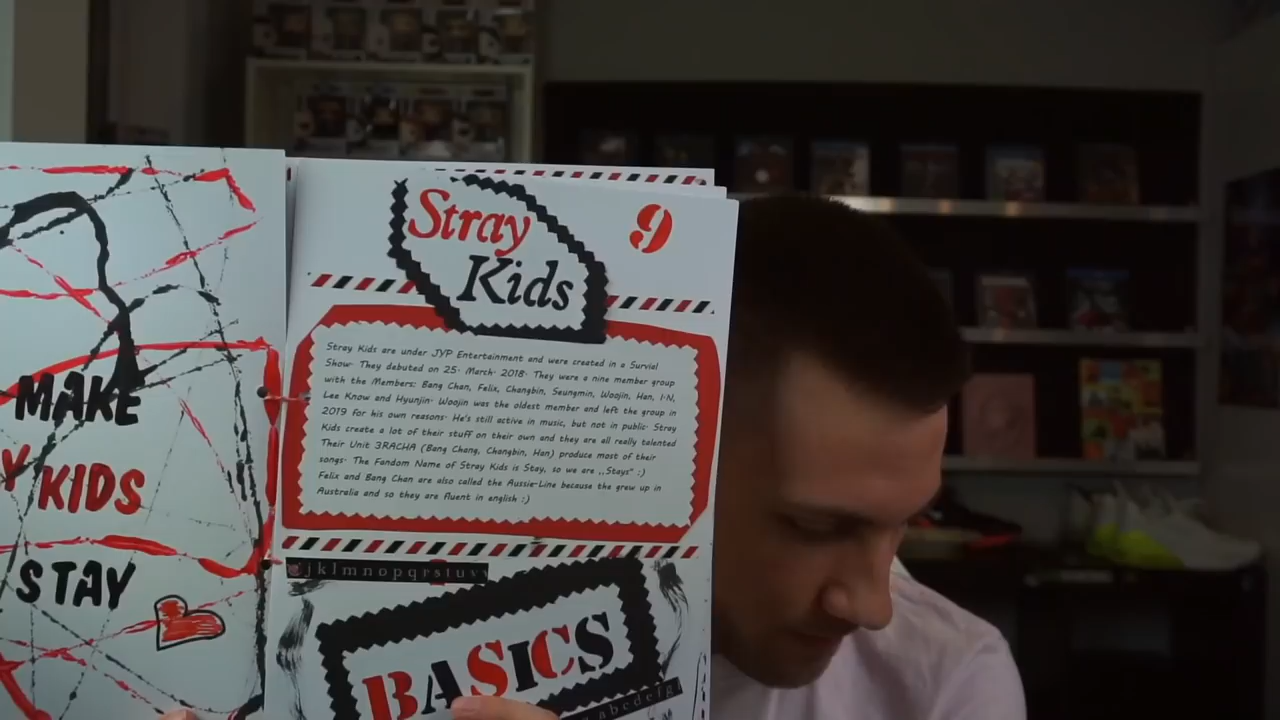 MAKE
Y KIDS
STAY
Stray
Kids
9
Stray Kids are under JYP Entertainment and were created in a Survial
Show. They debuted on 25. March. 2018. They were a nine member group
with the Members: Bang Chan, Felix, Changbin, Seungmin, Woojin, Han, I.N,
Lee Know and Hyunjin. Woojin was the oldest member and left the group in
2019 for his own reasons. He's still active in music, but not in public. Stray
Kids create a lot of their stuff on their own and they are all really talented
Their Unit 3RACHA (Bang Chang, Changbin, Han) produce most of their
songs. The Fandom Name of Stray Kids is Stay, so we are ,,Stays" :)
Felix and Bang Chan are also called the Aussie-Line because the grew up in
Australia and so they are fluent in english :)
j k l m n o p q r s t u v
BASICS
a b c d e f g